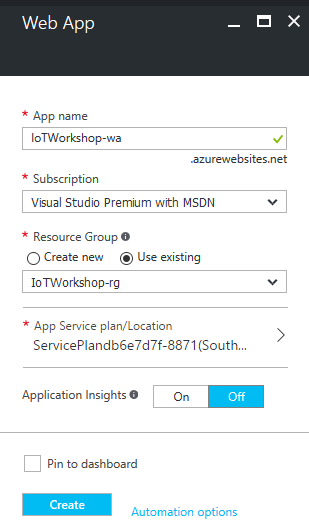 Web App
* App name
IoTWorkshop-wa
.azurewebsites.net
* Subscription
Visual Studio Premium with MSDN
* Resource Group
Create new
Use existing
IoTWorkshop-rg
* App Service plan/Location
ServicePlandb6e7d7f-8871(South...
Application Insights
On
Off
Pin to dashboard
Create
Automation options